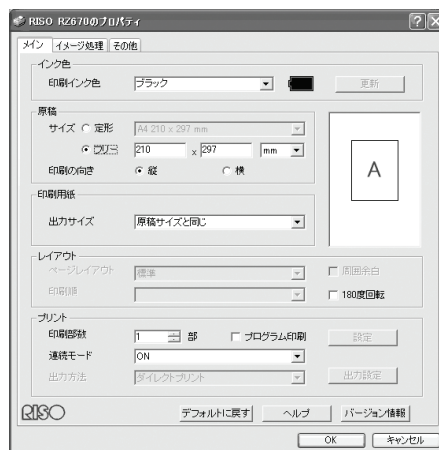 RISO RZ670のプロパティ
メイン イメージ処理 その他
インク色
印刷インク色 ブラック 更新
原稿
サイズ 定形 A4 210 x 297 mm
フリー 210 x 297 mm
印刷の向き 縦 横
A
印刷用紙
出力サイズ 原稿サイズと同じ
レイアウト
ページレイアウト 標準 周囲余白
印刷順 180度回転
プリント
印刷部数 1 部 プログラム印刷 設定
連続モード ON
出力方法 ダイレクトプリント 出力設定
RISO デフォルトに戻す ヘルプ バージョン情報
OK キャンセル